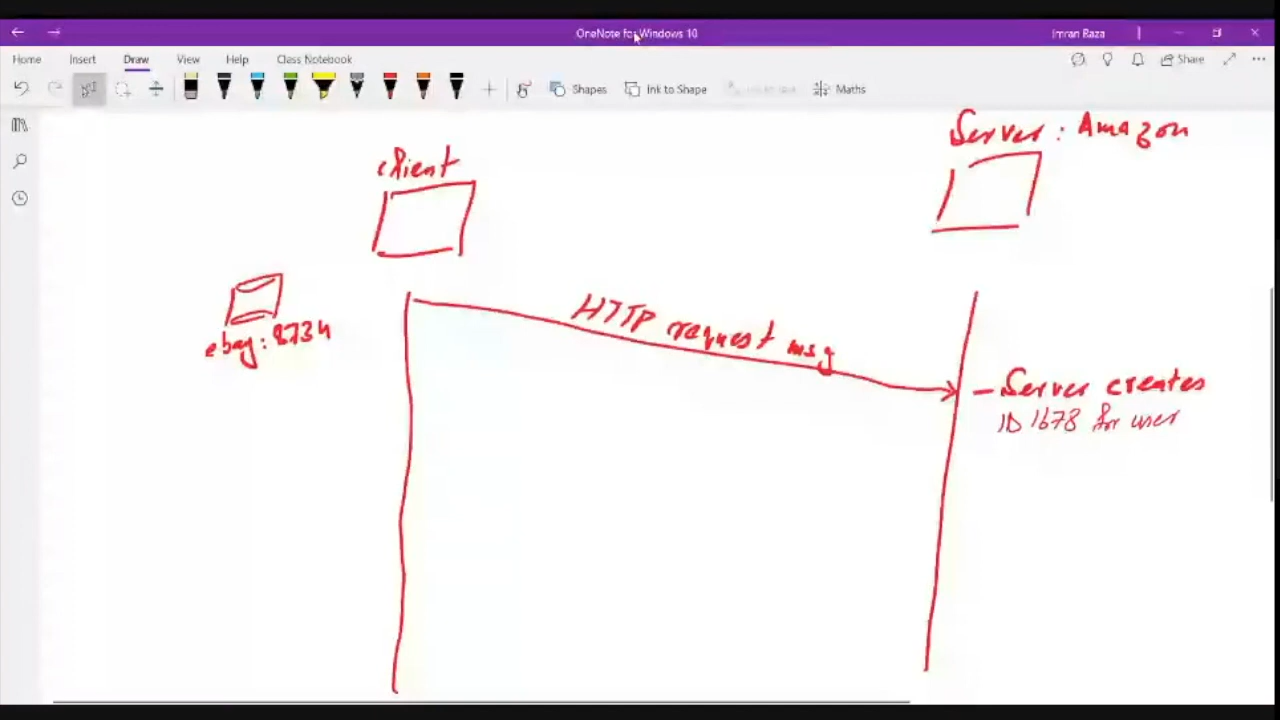 OneNote for Windows 10
Imran Raza
Home Insert Draw View Help Class Notebook
Share
Shapes Ink to Shape
Maths
Server : Amazon
client
HTTP request msg
ebay : 8734
- Server creates
ID 1678 for user